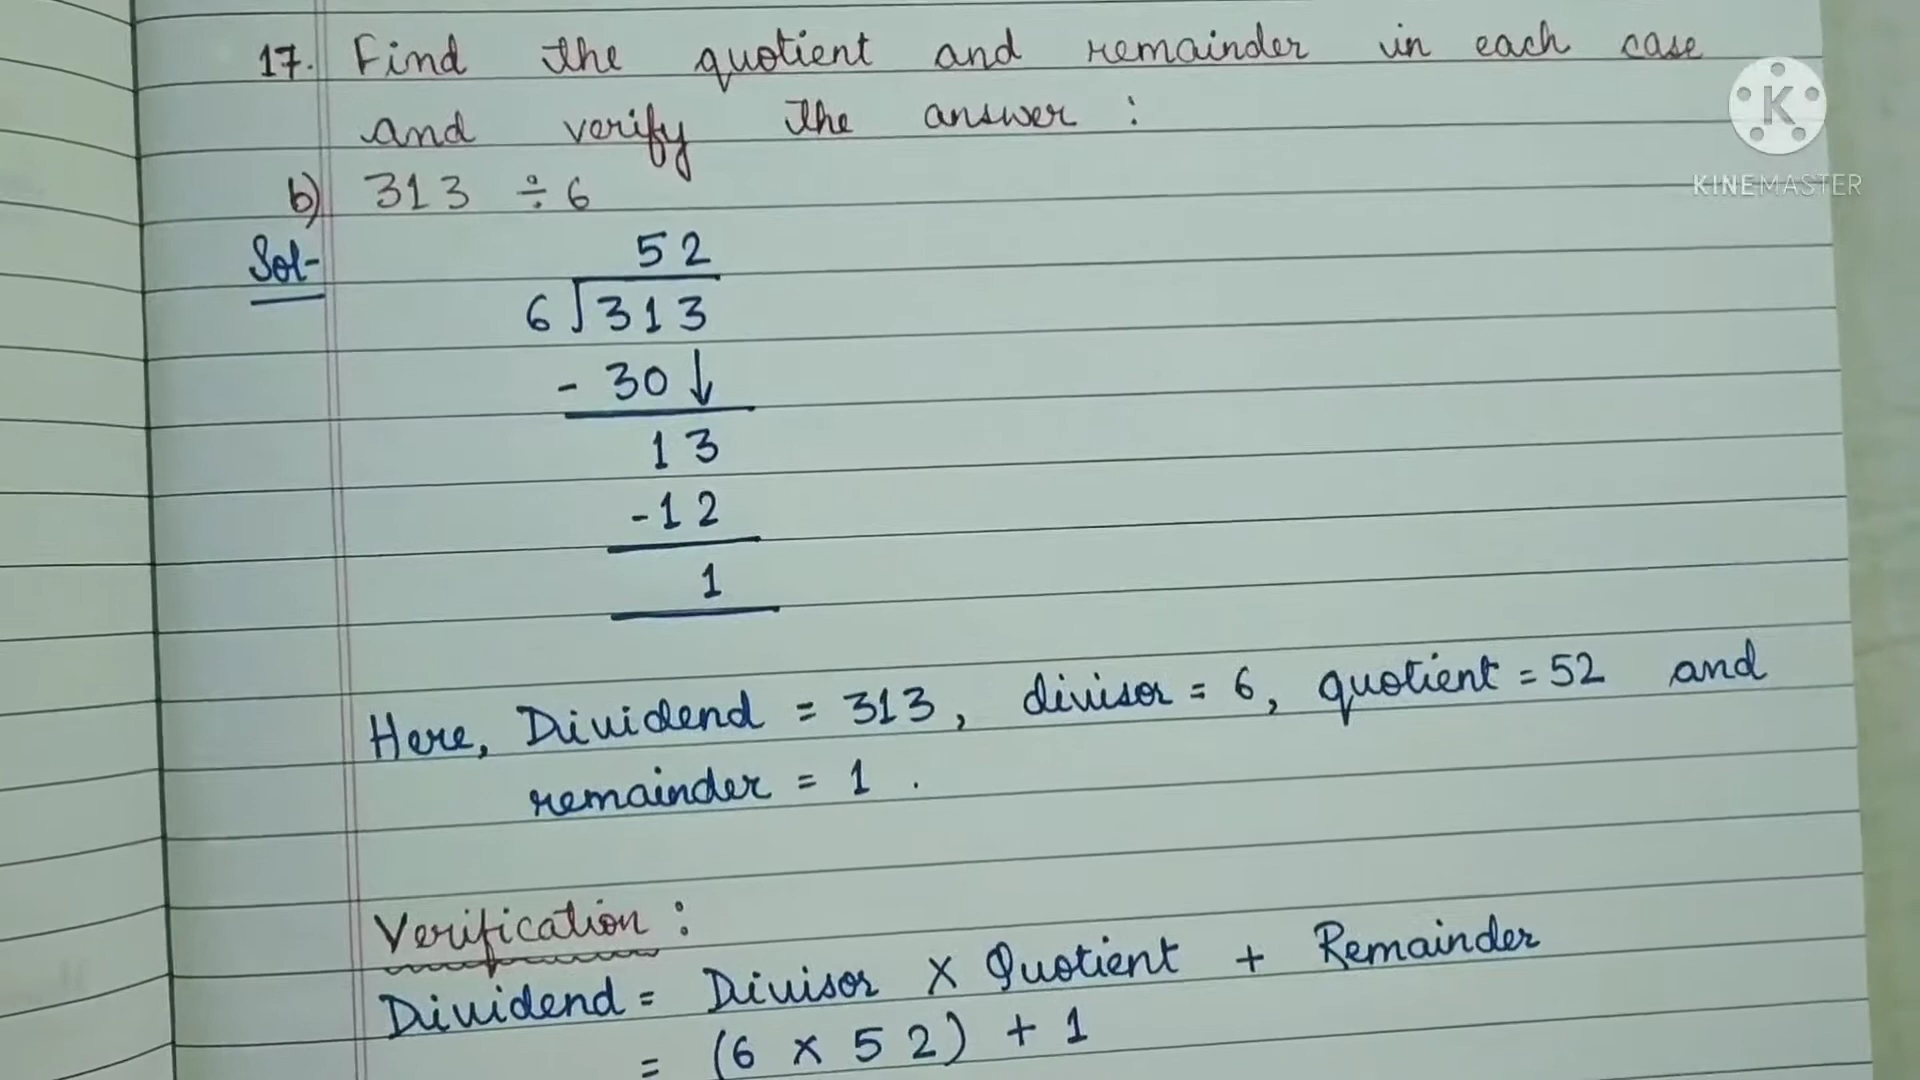 17. Find the quotient and remainder in each case
and verify the answer :
b) 313 ÷ 6
Sol-
52
6 313
- 30 ↓
13
-12
1
Here, Dividend = 313, divisor = 6, quotient = 52 and
remainder = 1 .
Verification :
Dividend = Divisor X Quotient + Remainder
= (6 x 52) + 1
K
KINEMASTER